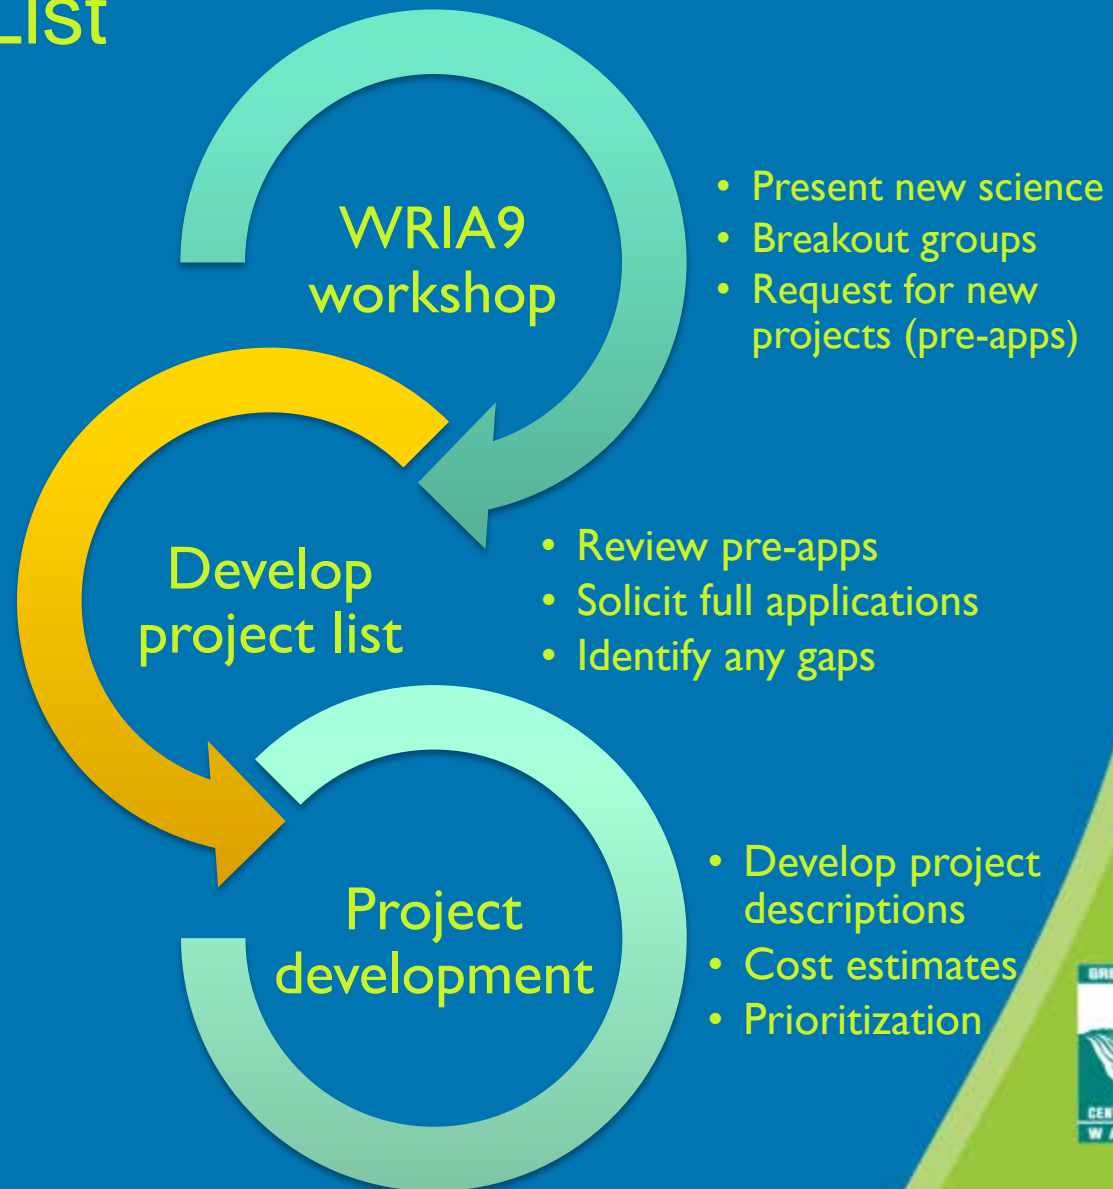 List
WRIA9
workshop
• Present new science
• Breakout groups
• Request for new
projects (pre-apps)
Develop
project list
• Review pre-apps
• Solicit full applications
• Identify any gaps
Project
development
• Develop project
descriptions
• Cost estimates
• Prioritization